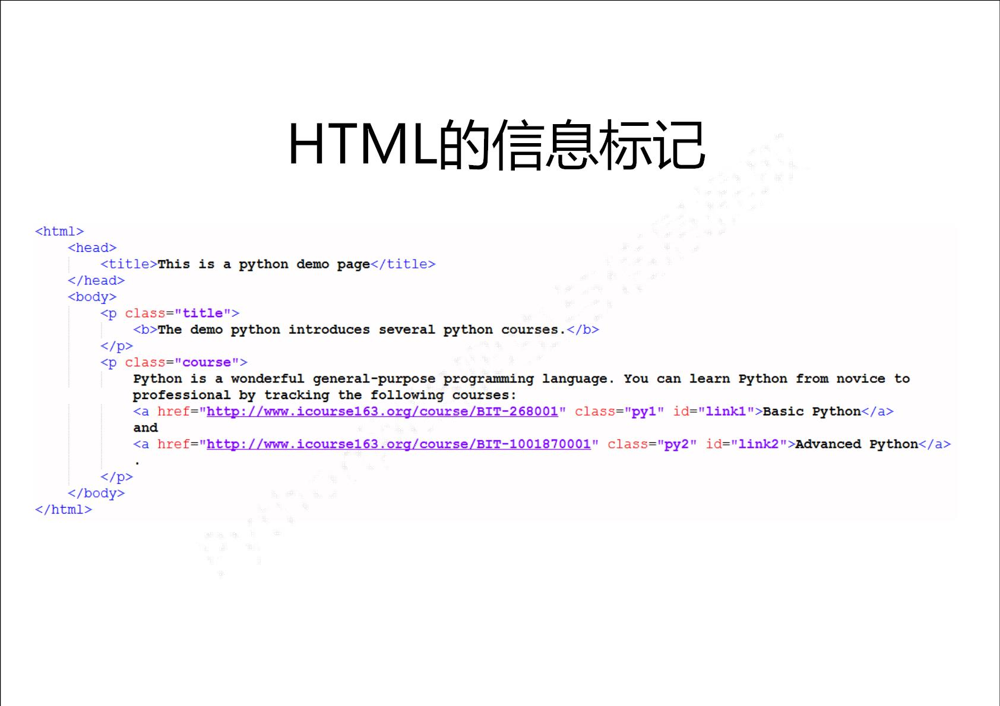 HTML的信息标记
<html>
<head>
<title>This is a python demo page</title>
</head>
<body>
<p class="title">
<b>The demo python introduces several python courses.</b>
</p>
<p class="course">
Python is a wonderful general-purpose programming language. You can learn Python from novice to
professional by tracking the following courses:
<a href="http://www.icourse163.org/course/BIT-268001" class="py1" id="link1">Basic Python</a>
and
<a href="http://www.icourse163.org/course/BIT-1001870001" class="py2" id="link2">Advanced Python</a>
.
</p>
</body>
</html>